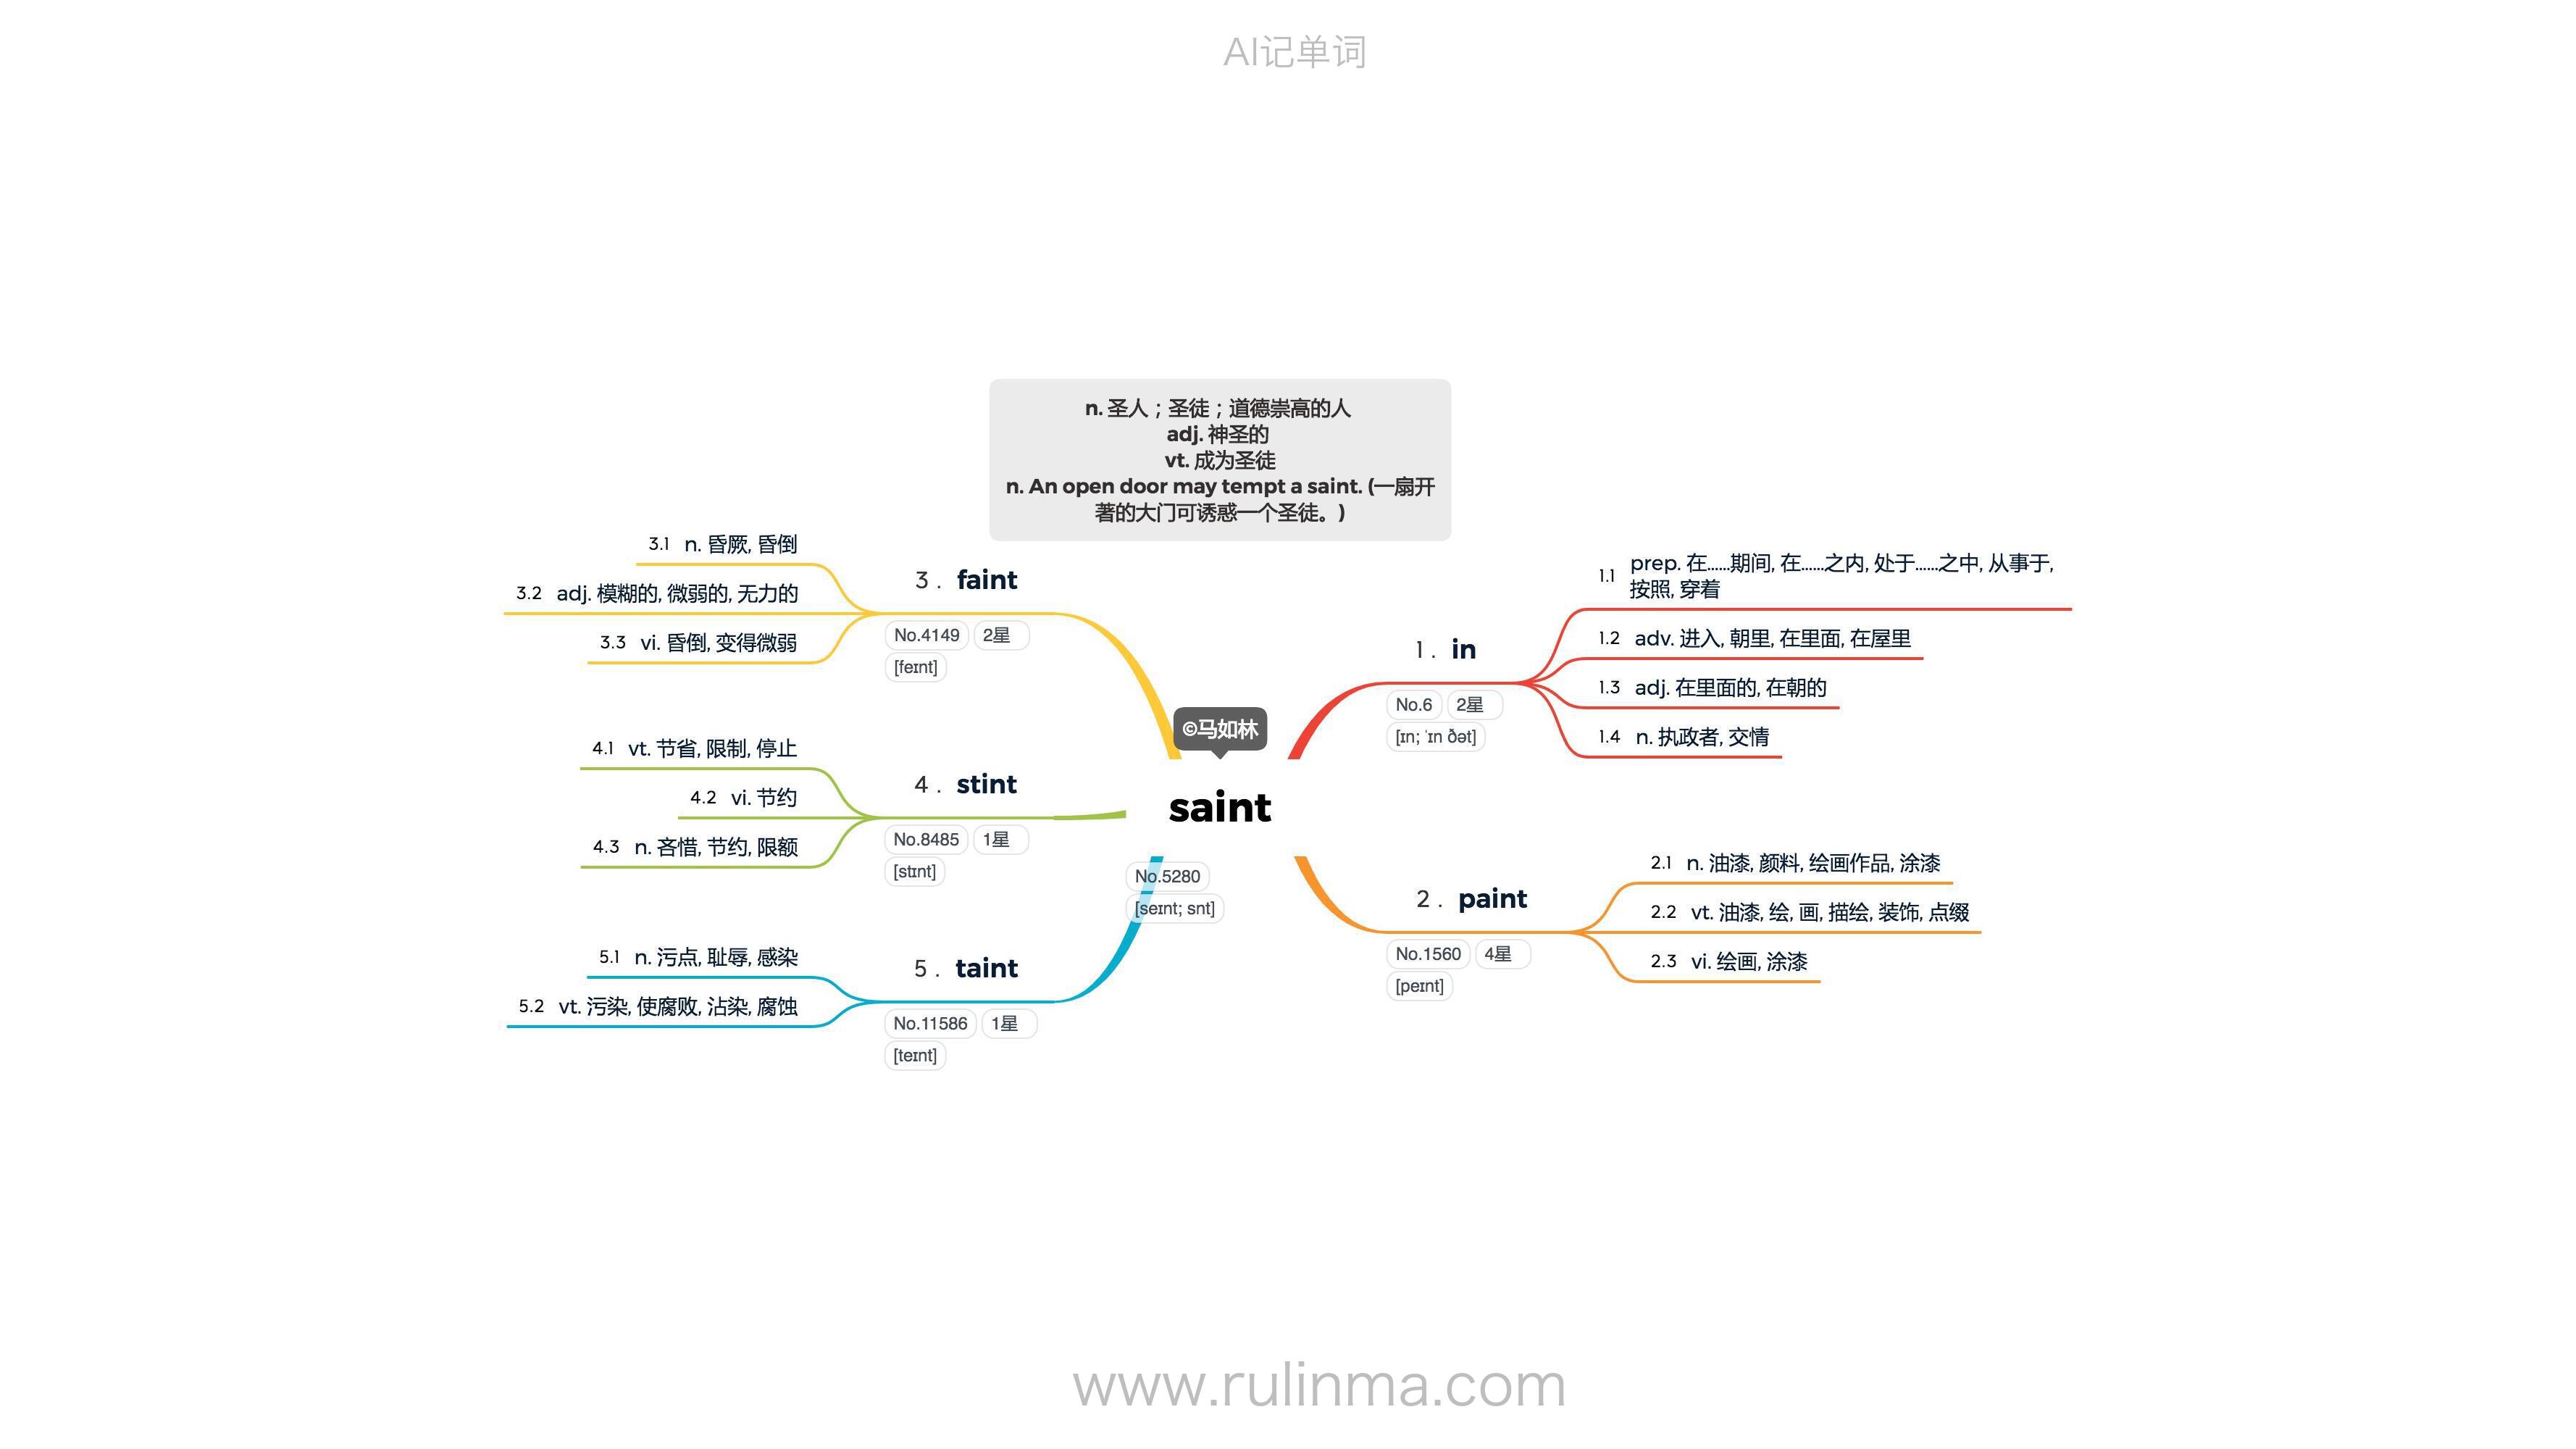 AI记单词
n. 圣人；圣徒；道德崇高的人
adj. 神圣的
vt. 成为圣徒
n. An open door may tempt a saint. (一扇开
著的大门可诱惑一个圣徒。)
©马如林
saint
No.5280
[seɪnt; snt]
1. in
No.6 2星
[ɪn; ˈɪn ðət]
1.1 prep. 在……期间, 在……之内, 处于……之中, 从事于,
按照, 穿着
1.2 adv. 进入, 朝里, 在里面, 在屋里
1.3 adj. 在里面的, 在朝的
1.4 n. 执政者, 交情
2. paint
No.1560 4星
[peɪnt]
2.1 n. 油漆, 颜料, 绘画作品, 涂漆
2.2 vt. 油漆, 绘, 画, 描绘, 装饰, 点缀
2.3 vi. 绘画, 涂漆
3. faint
No.4149 2星
[feɪnt]
3.1 n. 昏厥, 昏倒
3.2 adj. 模糊的, 微弱的, 无力的
3.3 vi. 昏倒, 变得微弱
4. stint
No.8485 1星
[stɪnt]
4.1 vt. 节省, 限制, 停止
4.2 vi. 节约
4.3 n. 吝惜, 节约, 限额
5. taint
No.11586 1星
[teɪnt]
5.1 n. 污点, 耻辱, 感染
5.2 vt. 污染, 使腐败, 沾染, 腐蚀
www.rulinma.com